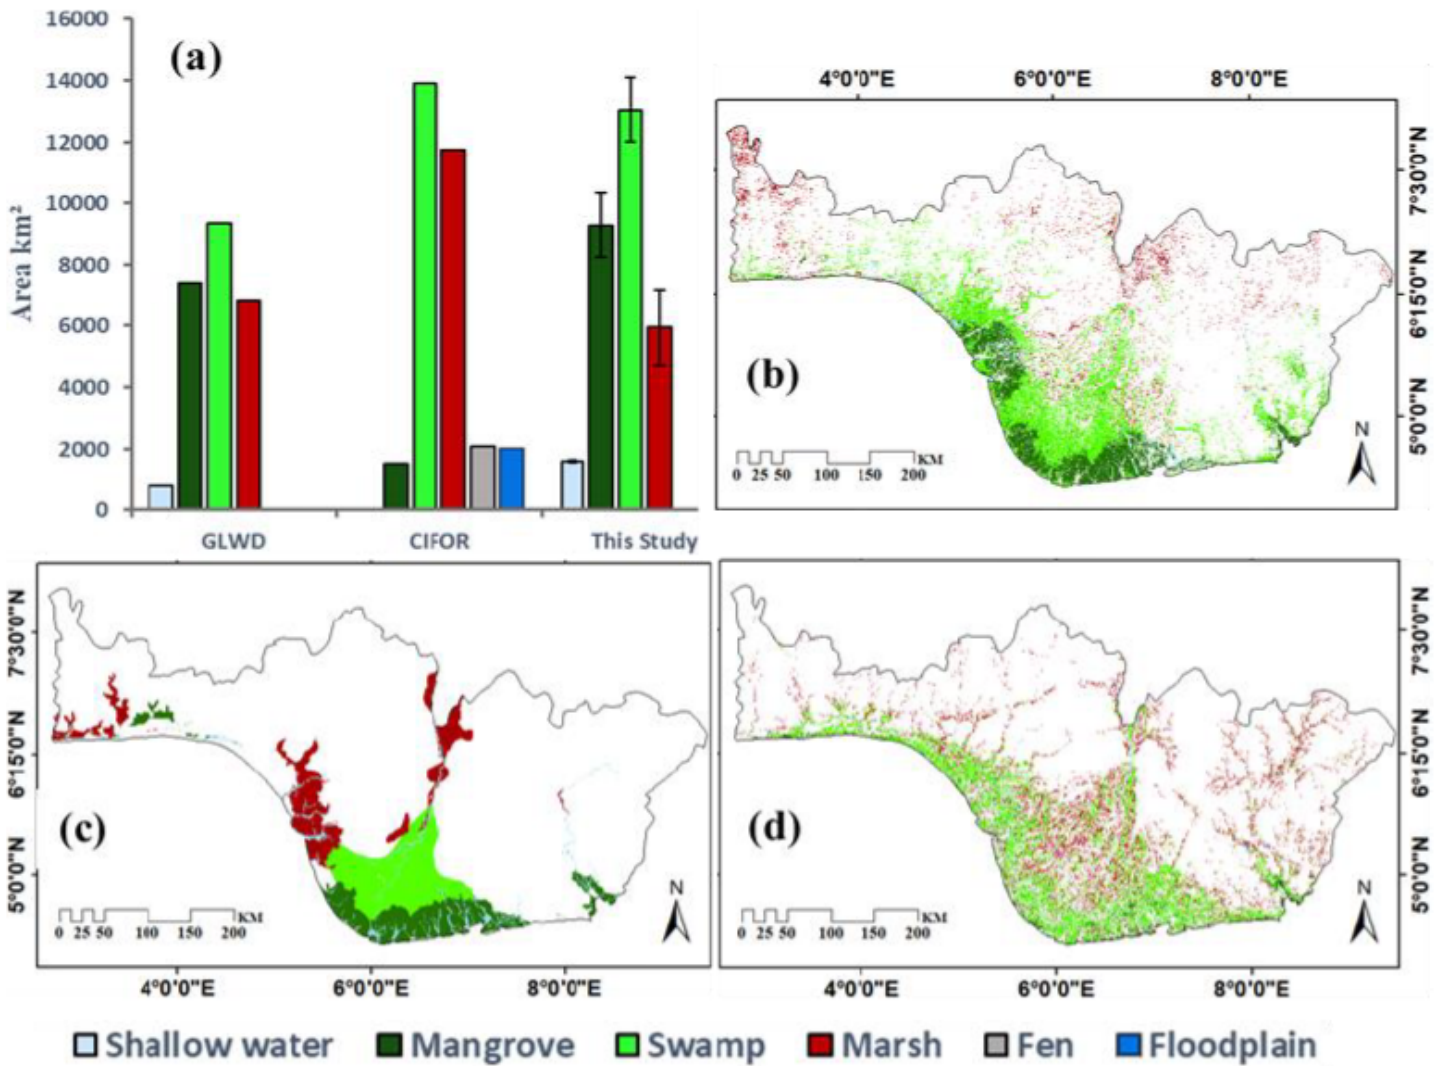 16000
14000
12000
10000
8000
6000
4000
2000
0
Area km²
(a)
GLWD CIFOR This Study
4°0'0"E 6°0'0"E 8°0'0"E
7°30'0"N
6°15'0"N
5°0'0"N
(b)
N
0 25 50 100 150 200 KM
7°30'0"N
6°15'0"N
5°0'0"N
(c)
N
0 25 50 100 150 200 KM
4°0'0"E 6°0'0"E 8°0'0"E
(d)
7°30'0"N
6°15'0"N
5°0'0"N
N
0 25 50 100 150 200 KM
4°0'0"E 6°0'0"E 8°0'0"E
Shallow water Mangrove Swamp Marsh Fen Floodplain